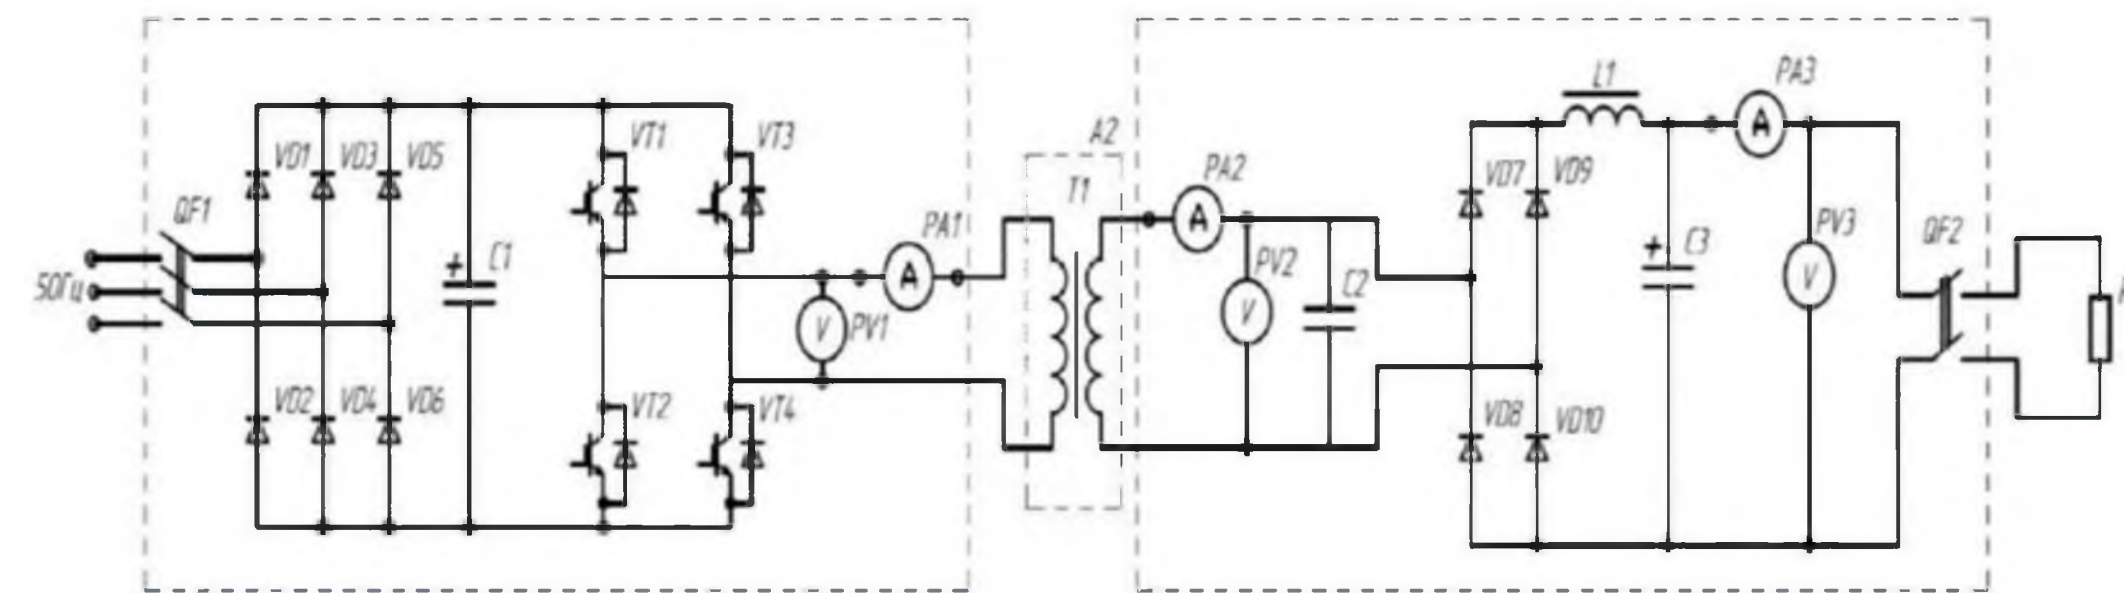 50Гц
QF1
VD1
VD3
VD5
VD2
VD4
VD6
+
C1
VT1
VT3
VT2
VT4
PV1
V
PA1
A
A2
T1
PA2
A
PV2
V
C2
VD7
VD9
VD8
VD10
L1
+
C3
PA3
A
PV3
V
QF2